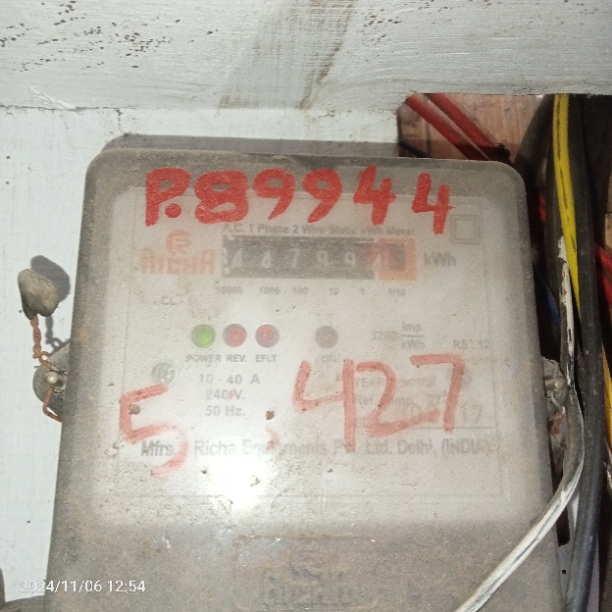 P.89944
A.C. 1 Phase 2 Wire Static kWh Meter
RICHA
44799
kWh
10000 1000 100 10 1 1/10
CL
POWER REV. EFLT CAL
Imp
kWh
10 - 40 A
240V.
50 Hz.
5 427
Mfrs. Richa Equipments Pvt. Ltd. Delhi, (INDIA)
2024/11/06 12:54